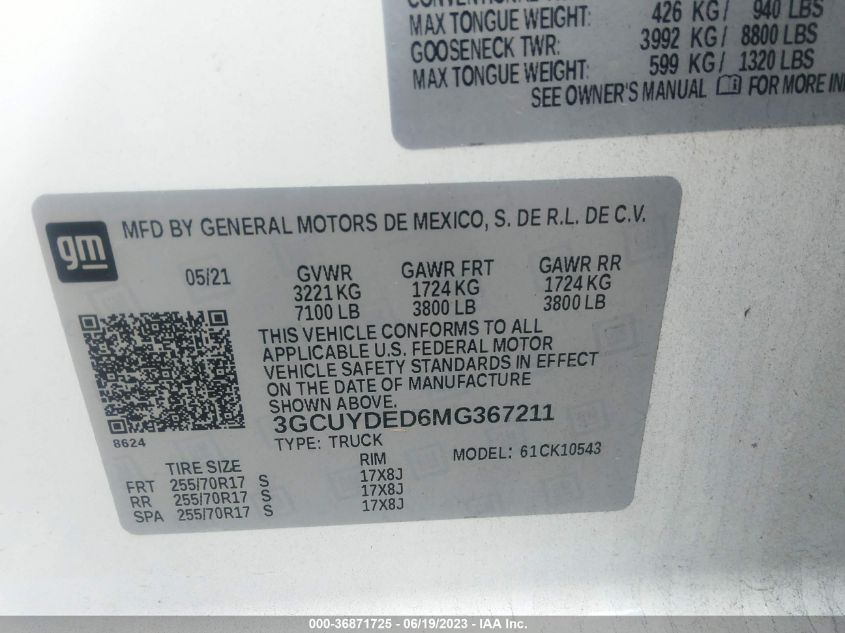 MAX TONGUE WEIGHT: 426 KG/ 940 LBS
GOOSENECK TWR: 3992 KG/ 8800 LBS
MAX TONGUE WEIGHT: 599 KG/ 1320 LBS
SEE OWNER'S MANUAL FOR MORE
gm
MFD BY GENERAL MOTORS DE MEXICO, S. DE R.L. DE C.V.
05/21 GVWR GAWR FRT GAWR RR
3221 KG 1724 KG 1724 KG
7100 LB 3800 LB 3800 LB
THIS VEHICLE CONFORMS TO ALL
APPLICABLE U.S. FEDERAL MOTOR
VEHICLE SAFETY STANDARDS IN EFFECT
ON THE DATE OF MANUFACTURE
SHOWN ABOVE.
3GCUYDED6MG367211
8624
TYPE: TRUCK MODEL: 61CK10543
TIRE SIZE RIM
FRT 255/70R17 S 17X8J
RR 255/70R17 S 17X8J
SPA 255/70R17 S 17X8J
000-36871725 - 06/19/2023 - IAA Inc.